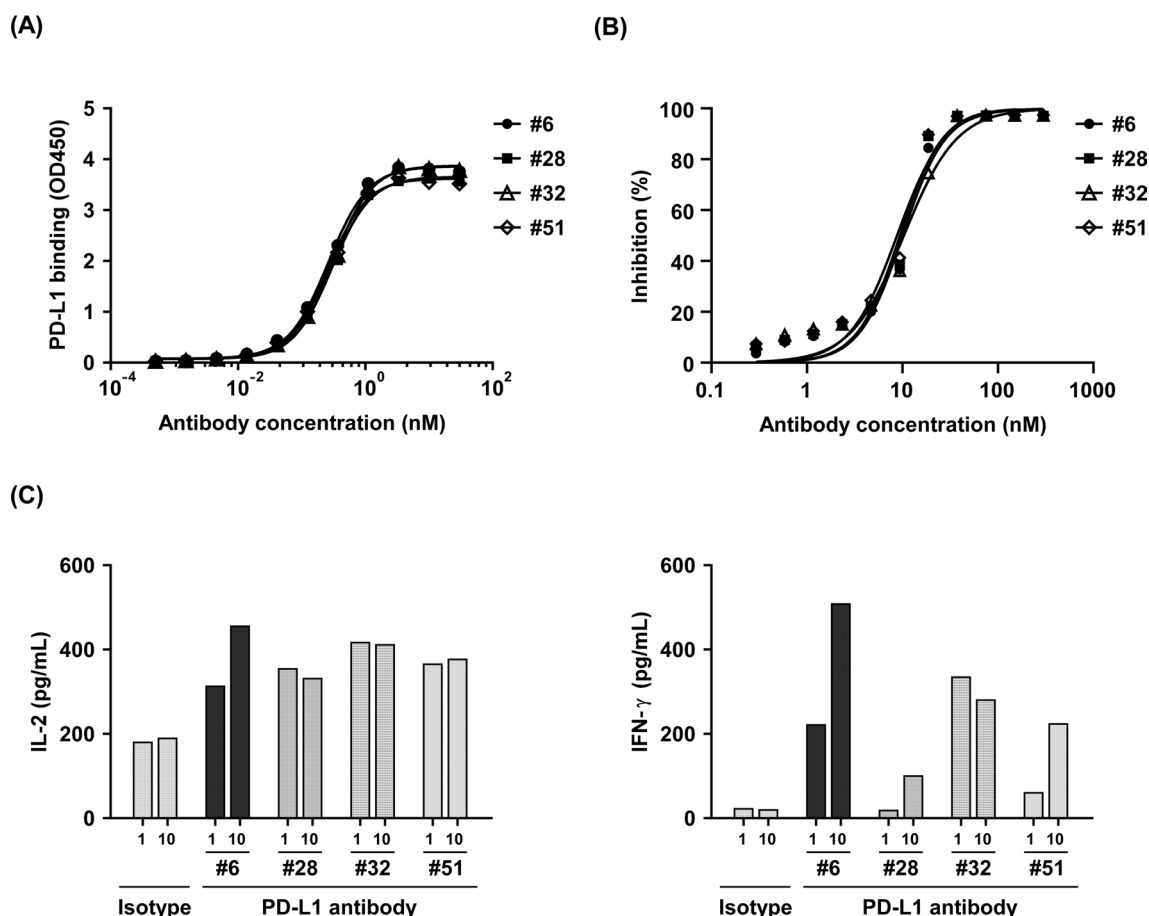 (A)
PD-L1 binding (OD450)
5
4
3
2
1
0
10⁻⁴
10⁻²
10⁰
10²
Antibody concentration (nM)
#6
#28
#32
#51
(B)
Inhibition (%)
100
80
60
40
20
0
0.1
1
10
100
1000
Antibody concentration (nM)
#6
#28
#32
#51
(C)
IL-2 (pg/mL)
600
400
200
0
1 10 1 10 1 10 1 10 1 10
#6 #28 #32 #51
Isotype PD-L1 antibody
IFN-γ (pg/mL)
600
400
200
0
1 10 1 10 1 10 1 10 1 10
#6 #28 #32 #51
Isotype PD-L1 antibody